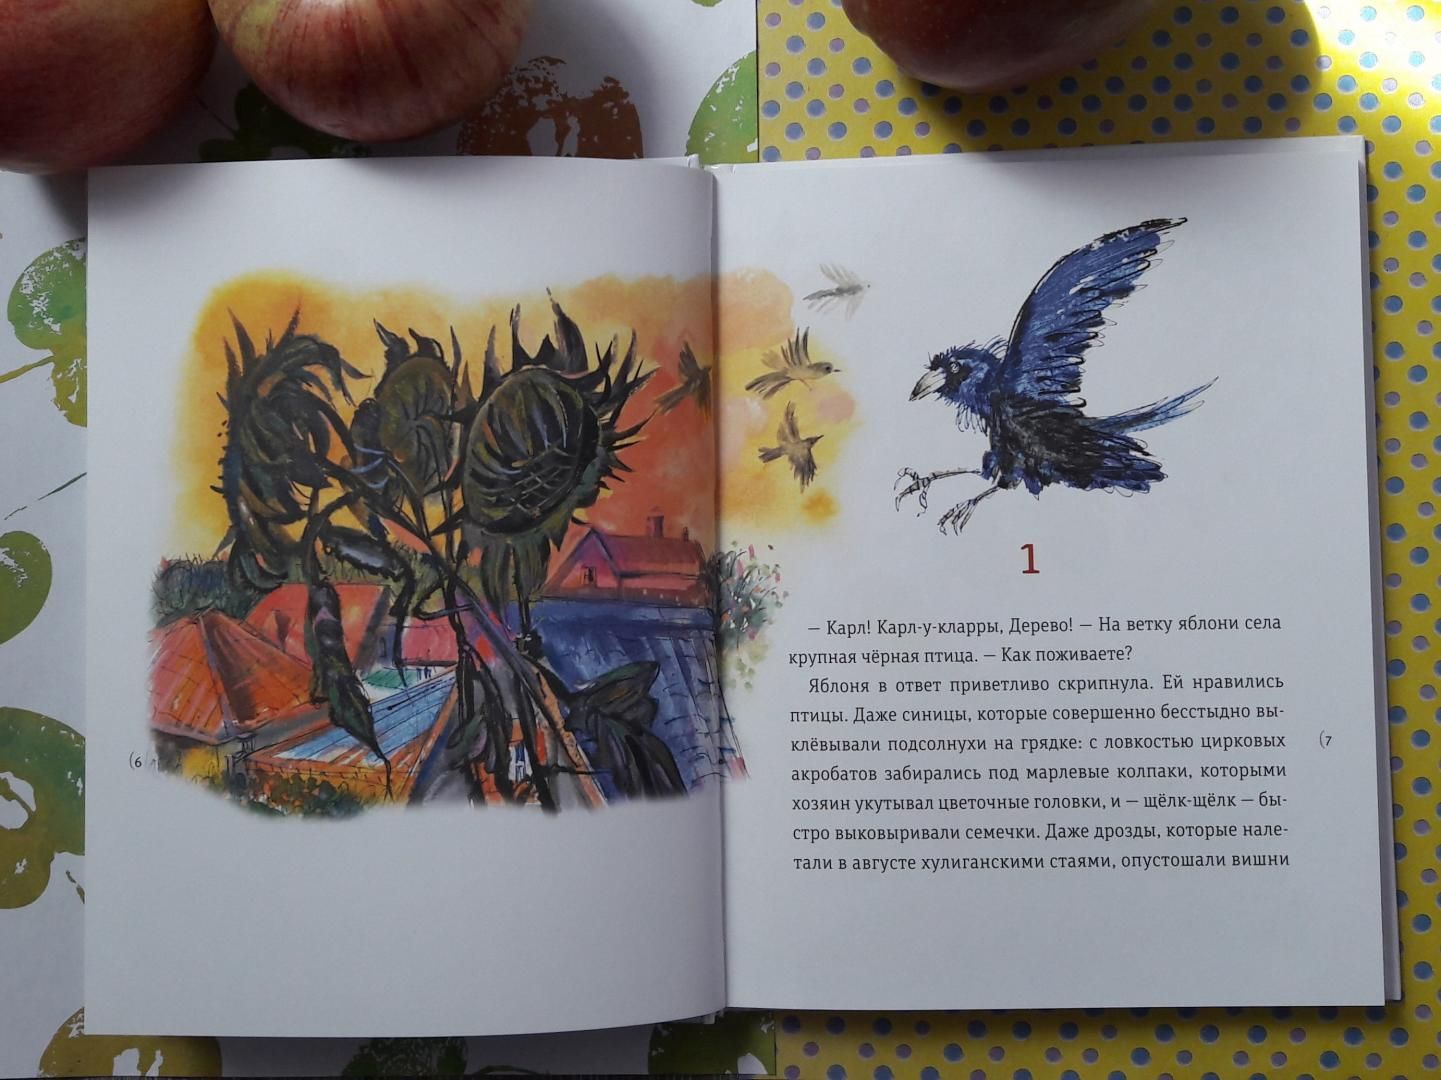 (6
1
— Карл! Карл-у-кларры, Дерево! — На ветку яблони села
крупная чёрная птица. — Как поживаете?
Яблоня в ответ приветливо скрипнула. Ей нравились
птицы. Даже синицы, которые совершенно бесстыдно вы-
клёвывали подсолнухи на грядке: с ловкостью цирковых
акробатов забирались под марлевые колпаки, которыми
хозяин укутывал цветочные головки, и — щёлк-щёлк — бы-
стро выковыривали семечки. Даже дрозды, которые нале-
тали в августе хулиганскими стаями, опустошали вишни
(7